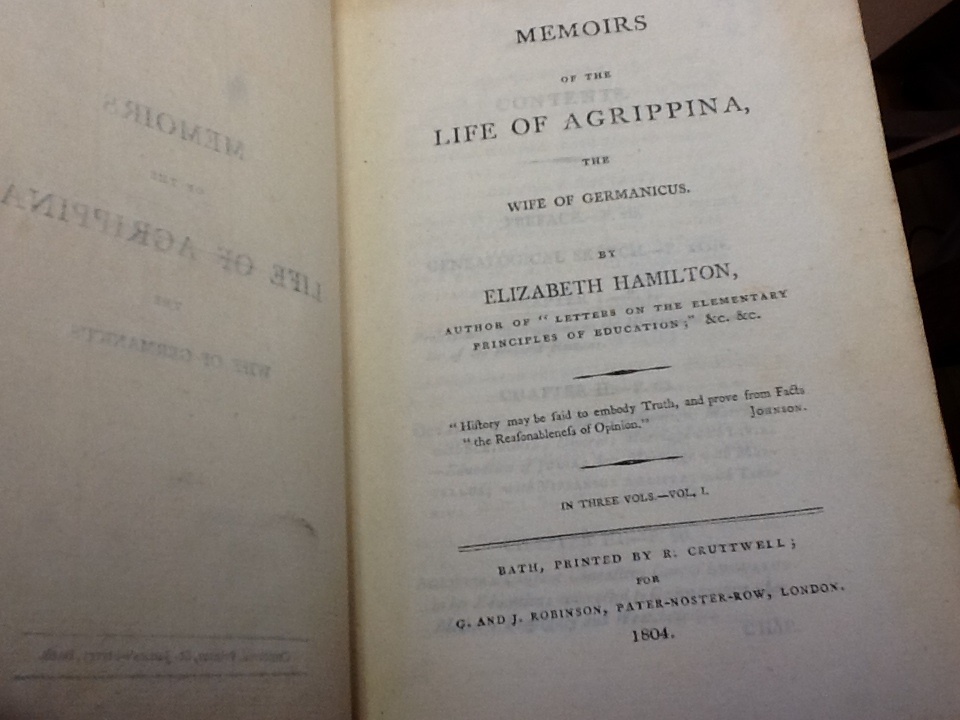 MEMOIRS
OF THE
LIFE OF AGRIPPINA,
THE
WIFE OF GERMANICUS.
BY
ELIZABETH HAMILTON,
AUTHOR OF “ LETTERS ON THE ELEMENTARY
PRINCIPLES OF EDUCATION;” &c. &c.
“ Hiſtory may be ſaid to embody Truth, and prove from Facts
“ the Reaſonableneſs of Opinion.” JOHNSON.
IN THREE VOLS.—VOL. I.
BATH, PRINTED BY R. CRUTTWELL;
FOR
G. AND J. ROBINSON, PATER-NOSTER-ROW, LONDON.
1804.